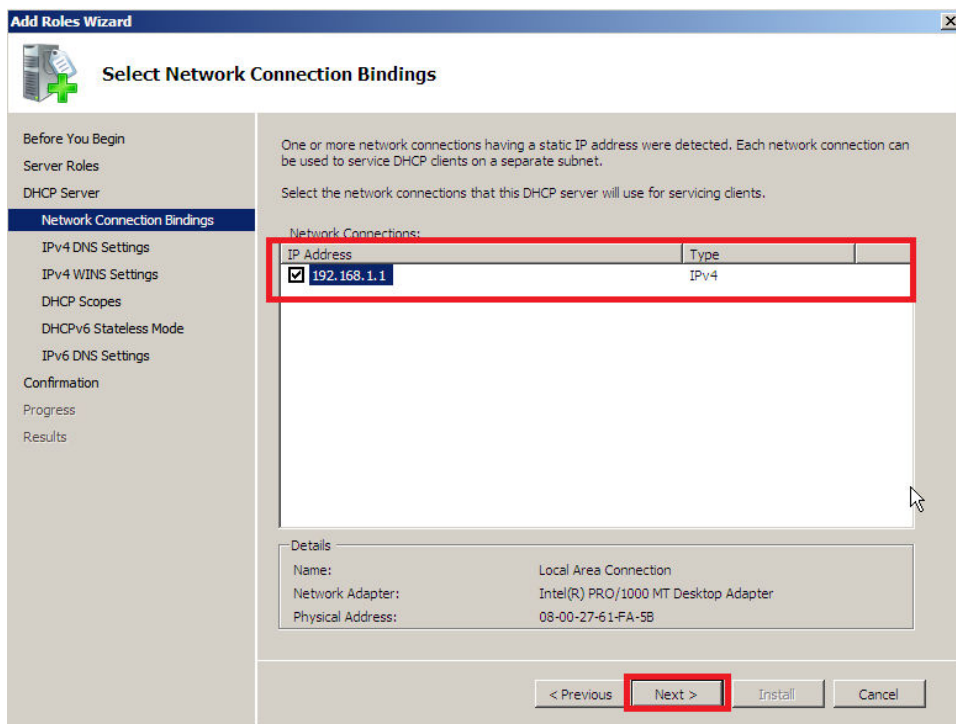 Add Roles Wizard
Select Network Connection Bindings
Before You Begin
Server Roles
DHCP Server
Network Connection Bindings
IPv4 DNS Settings
IPv4 WINS Settings
DHCP Scopes
DHCPv6 Stateless Mode
IPv6 DNS Settings
Confirmation
Progress
Results
One or more network connections having a static IP address were detected. Each network connection can
be used to service DHCP clients on a separate subnet.
Select the network connections that this DHCP server will use for servicing clients.
Network Connections:
IP Address Type
192.168.1.1 IPv4
Details
Name: Local Area Connection
Network Adapter: Intel(R) PRO/1000 MT Desktop Adapter
Physical Address: 08-00-27-61-FA-5B
< Previous Next > Install Cancel